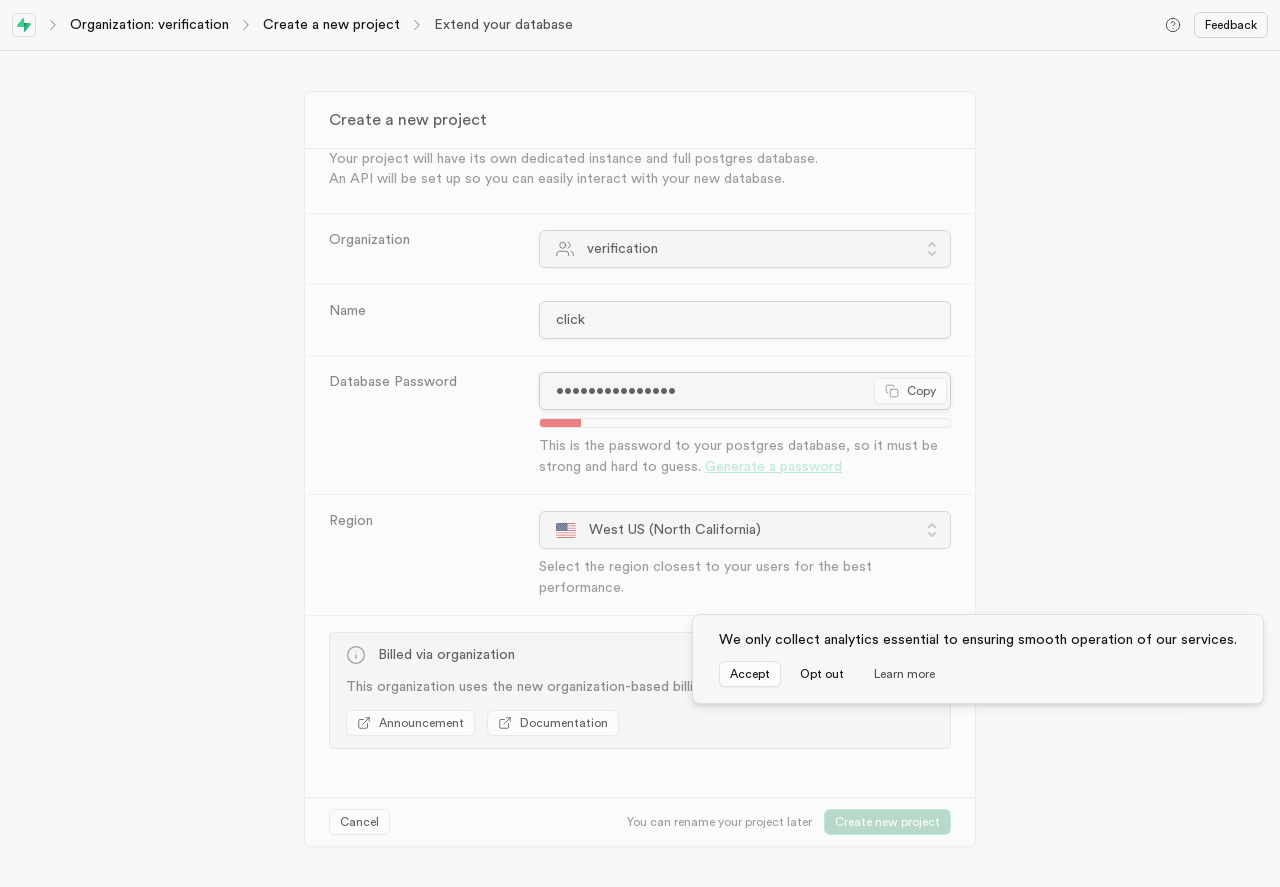 Organization: verification
Create a new project
Extend your database
Feedback
Create a new project
Your project will have its own dedicated instance and full postgres database.
An API will be set up so you can easily interact with your new database.
Organization
verification
Name
click
Database Password
•••••••••••••••
Copy
This is the password to your postgres database, so it must be
strong and hard to guess. Generate a password
Region
West US (North California)
Select the region closest to your users for the best
performance.
Billed via organization
This organization uses the new organization-based
We only collect analytics essential to ensuring smooth operation of our services.
Accept
Opt out
Learn more
Announcement
Documentation
Cancel
You can rename your project later
Create new project